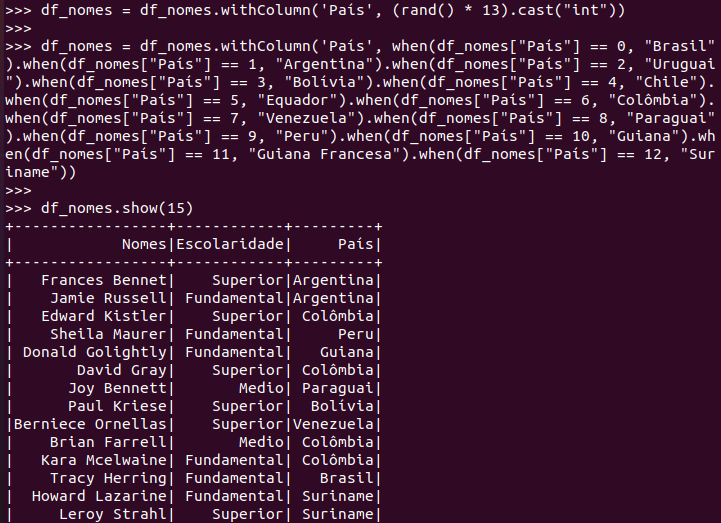 >>> df_nomes = df_nomes.withColumn('País', (rand() * 13).cast("int"))
>>>
>>> df_nomes = df_nomes.withColumn('País', when(df_nomes["País"] == 0, "Brasil"
).when(df_nomes["País"] == 1, "Argentina").when(df_nomes["País"] == 2, "Uruguai
").when(df_nomes["País"] == 3, "Bolívia").when(df_nomes["País"] == 4, "Chile").
when(df_nomes["País"] == 5, "Equador").when(df_nomes["País"] == 6, "Colômbia").
when(df_nomes["País"] == 7, "Venezuela").when(df_nomes["País"] == 8, "Paraguai"
).when(df_nomes["País"] == 9, "Peru").when(df_nomes["País"] == 10, "Guiana").wh
en(df_nomes["País"] == 11, "Guiana Francesa").when(df_nomes["País"] == 12, "Sur
iname"))
>>>
>>> df_nomes.show(15)
+-----------------+------------+---------+
|            Nomes|Escolaridade|     País|
+-----------------+------------+---------+
|   Frances Bennet|    Superior|Argentina|
|    Jamie Russell| Fundamental|Argentina|
|   Edward Kistler|    Superior| Colômbia|
|    Sheila Maurer| Fundamental|     Peru|
| Donald Golightly| Fundamental|   Guiana|
|       David Gray|    Superior| Colômbia|
|      Joy Bennett|       Medio| Paraguai|
|      Paul Kriese|    Superior|  Bolívia|
|Berniece Ornellas|    Superior|Venezuela|
|    Brian Farrell|       Medio| Colômbia|
|   Kara Mcelwaine| Fundamental| Colômbia|
|    Tracy Herring| Fundamental|   Brasil|
|  Howard Lazarine| Fundamental| Suriname|
|     Leroy Strahl|    Superior| Suriname|